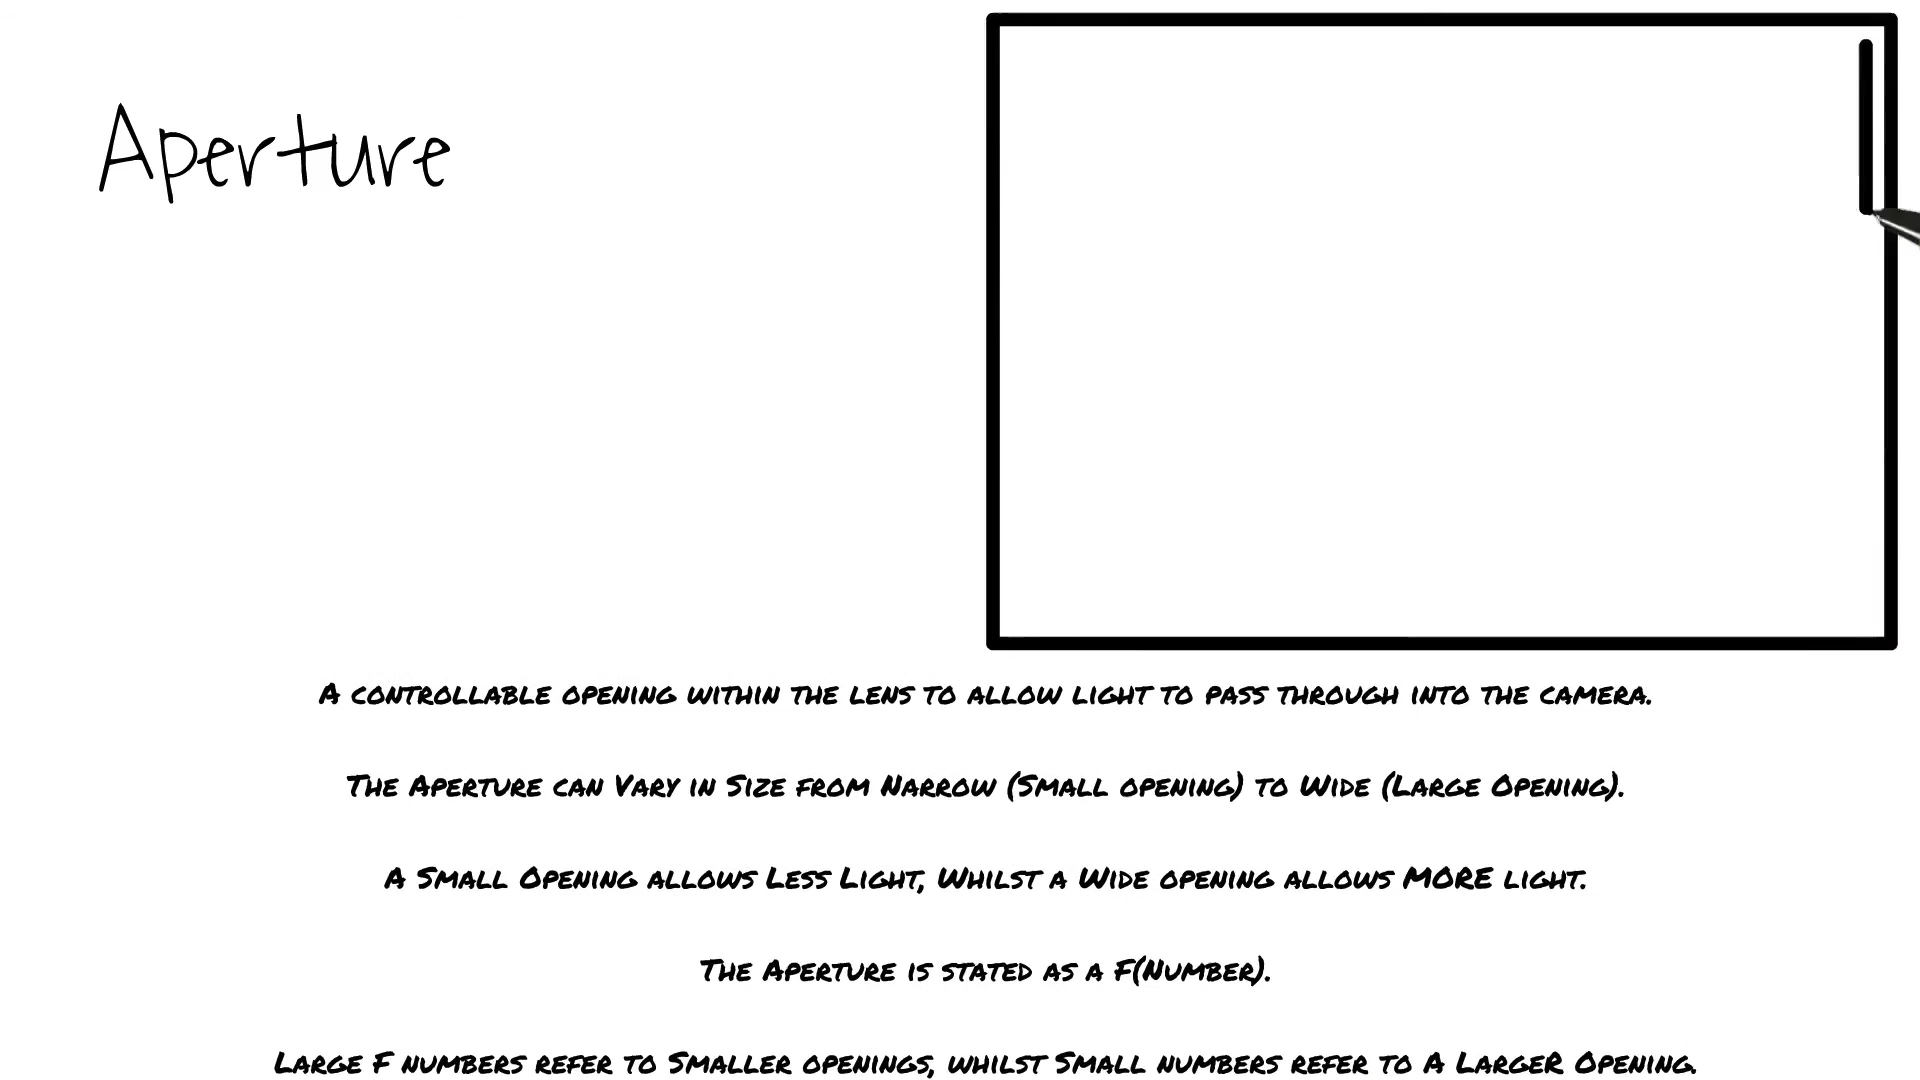 Aperture
A controllable opening within the lens to allow light to pass through into the camera.
The Aperture can Vary in Size from Narrow (Small opening) to Wide (Large Opening).
A Small Opening allows Less Light, Whilst a Wide opening allows MORE light.
The Aperture is stated as a F(Number).
Large F numbers refer to Smaller openings, whilst Small numbers refer to A LargeR Opening.